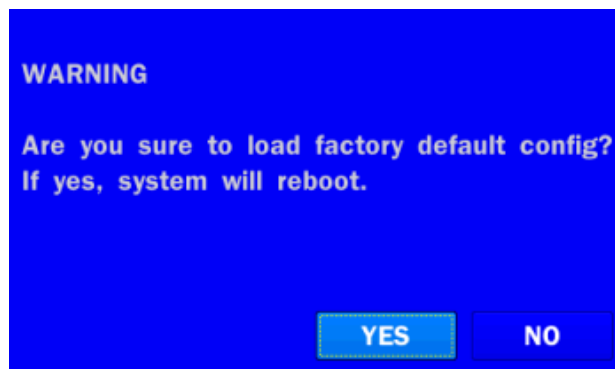 WARNING
Are you sure to load factory default config?
If yes, system will reboot.
YES NO